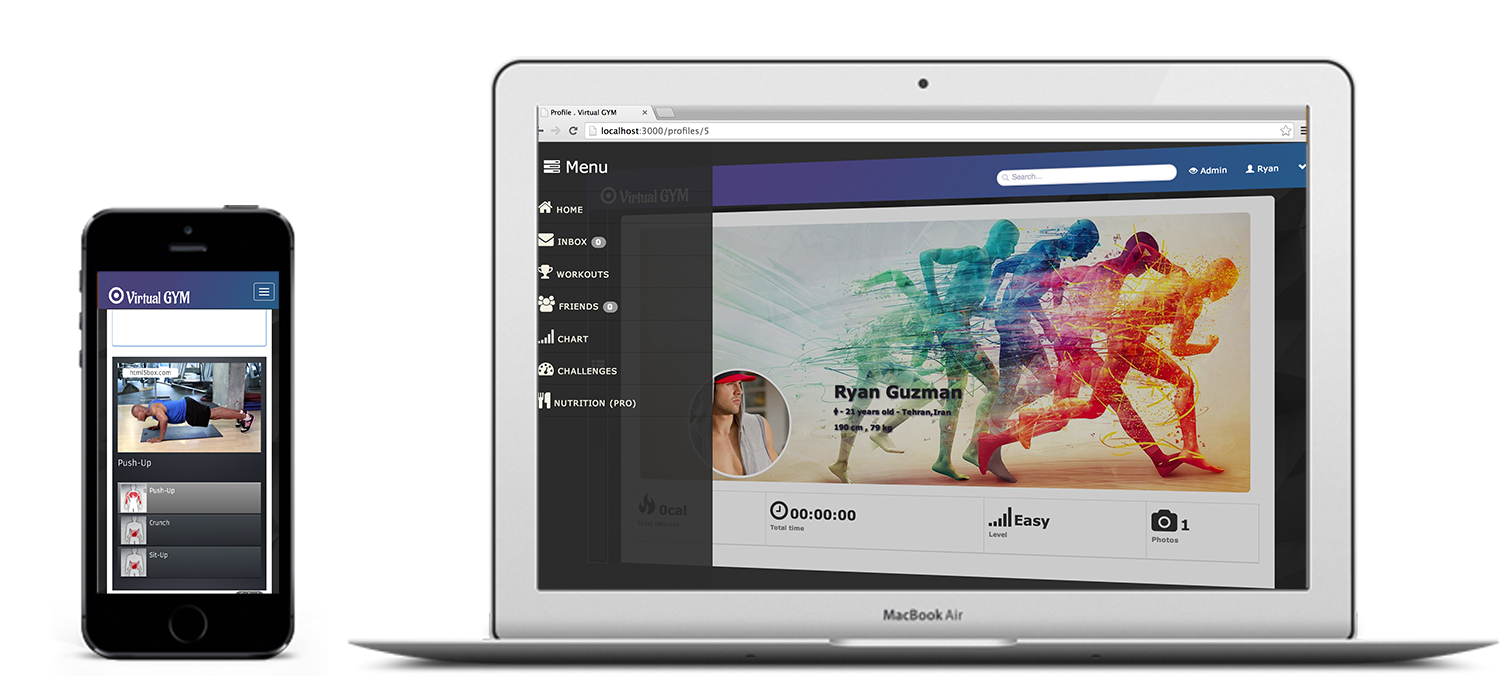 Virtual GYM
html5box.com
Push-Up
Push-Up
Crunch
Sit-Up
Profile . Virtual GYM
localhost:3000/profiles/5
Menu
Search...
Admin
Ryan
Virtual GYM
HOME
INBOX 0
WORKOUTS
FRIENDS 0
CHART
CHALLENGES
NUTRITION (PRO)
Ryan Guzman
- 21 years old - Tehran,Iran
190 cm , 79 kg
0cal
00:00:00
Total time
Easy
Level
1
Photos
MacBook Air